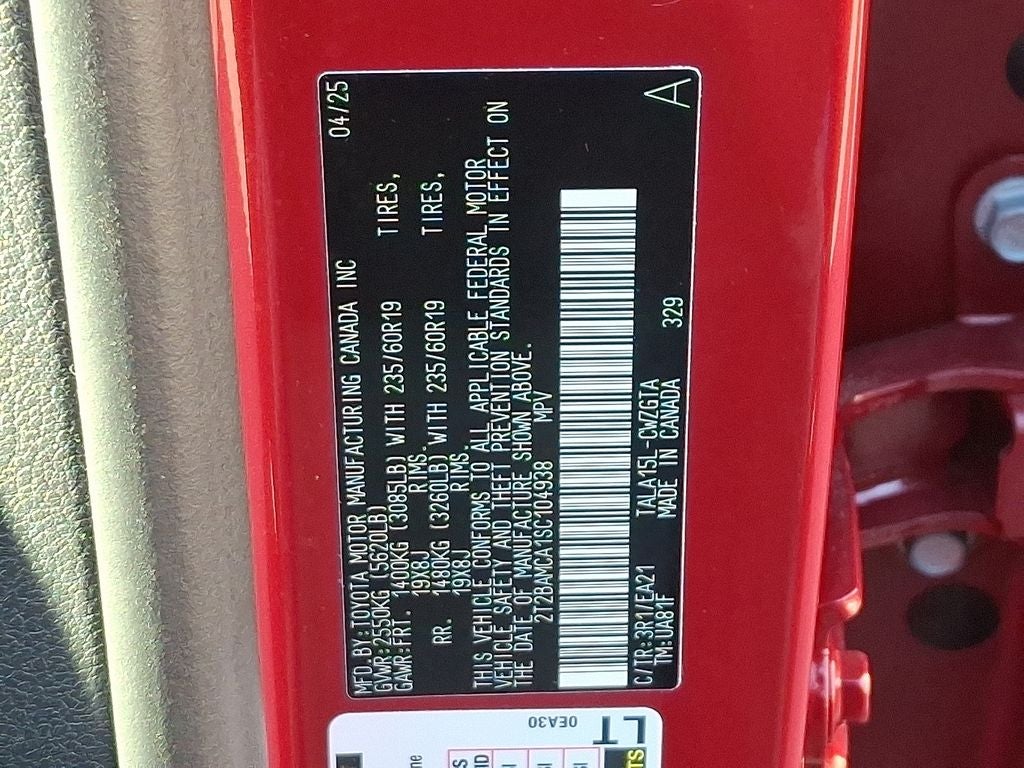 04/25
MFD.BY:TOYOTA MOTOR MANUFACTURING CANADA INC
GVWR:2550KG (5620LB)
GAWR:FRT. 1400KG (3085LB) WITH 235/60R19 TIRES,
19X8J RIMS.
RR. 1480KG (3260LB) WITH 235/60R19 TIRES,
19X8J RIMS.
THIS VEHICLE CONFORMS TO ALL APPLICABLE FEDERAL MOTOR
VEHICLE SAFETY AND THEFT PREVENTION STANDARDS IN EFFECT ON
THE DATE OF MANUFACTURE SHOWN ABOVE.
2T2BAMCA1SC104938 MPV
C/TR:3R1/EA21 TALA15L-CWZGTA 329
TM:UA81F MADE IN CANADA
A
0EA30
LT